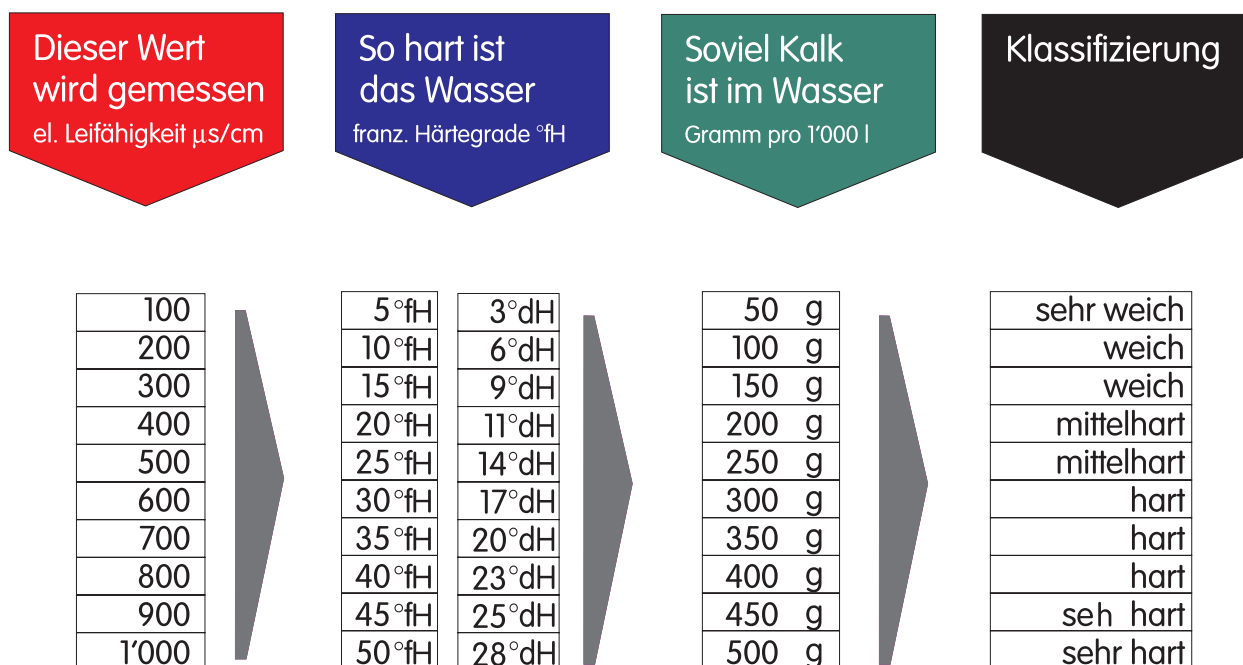 Dieser Wert
wird gemessen
el. Leifähigkeit µs/cm
So hart ist
das Wasser
franz. Härtegrade °fH
Soviel Kalk
ist im Wasser
Gramm pro 1'000 l
Klassifizierung
100 5°fH 3°dH 50 g sehr weich
200 10°fH 6°dH 100 g weich
300 15°fH 9°dH 150 g weich
400 20°fH 11°dH 200 g mittelhart
500 25°fH 14°dH 250 g mittelhart
600 30°fH 17°dH 300 g hart
700 35°fH 20°dH 350 g hart
800 40°fH 23°dH 400 g hart
900 45°fH 25°dH 450 g seh hart
1'000 50°fH 28°dH 500 g sehr hart